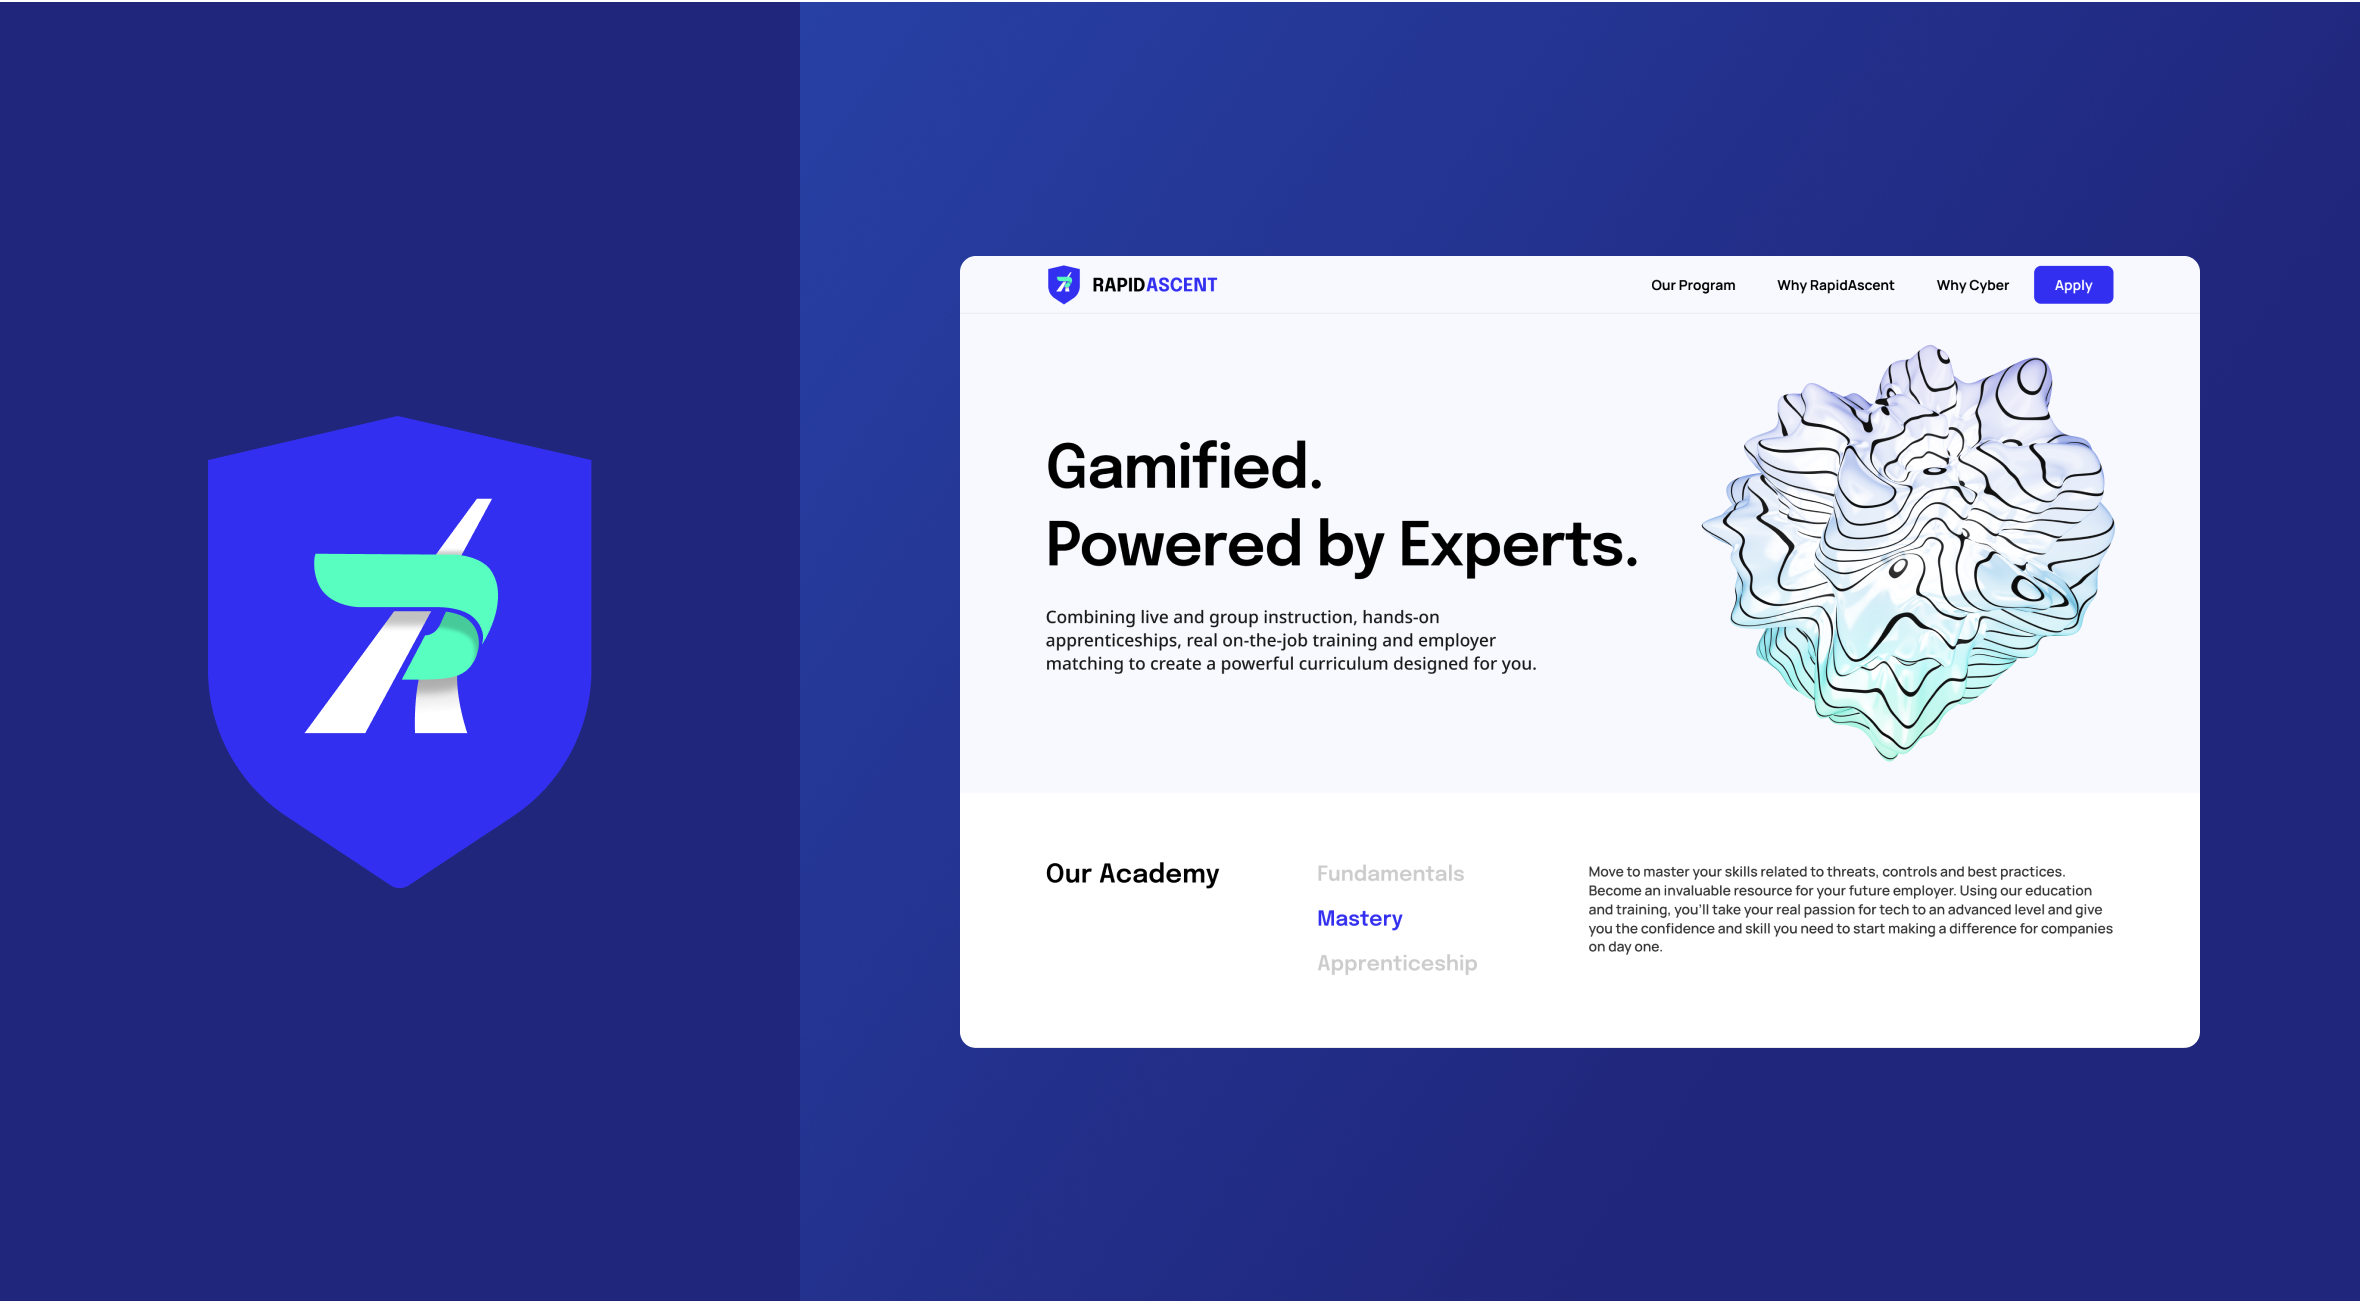 RAPIDASCENT
Our Program
Why RapidAscent
Why Cyber
Apply
Gamified.
Powered by Experts.
Combining live and group instruction, hands-on
apprenticeships, real on-the-job training and employer
matching to create a powerful curriculum designed for you.
Our Academy
Fundamentals
Mastery
Apprenticeship
Move to master your skills related to threats, controls and best practices.
Become an invaluable resource for your future employer. Using our education
and training, you'll take your real passion for tech to an advanced level and give
you the confidence and skill you need to start making a difference for companies
on day one.